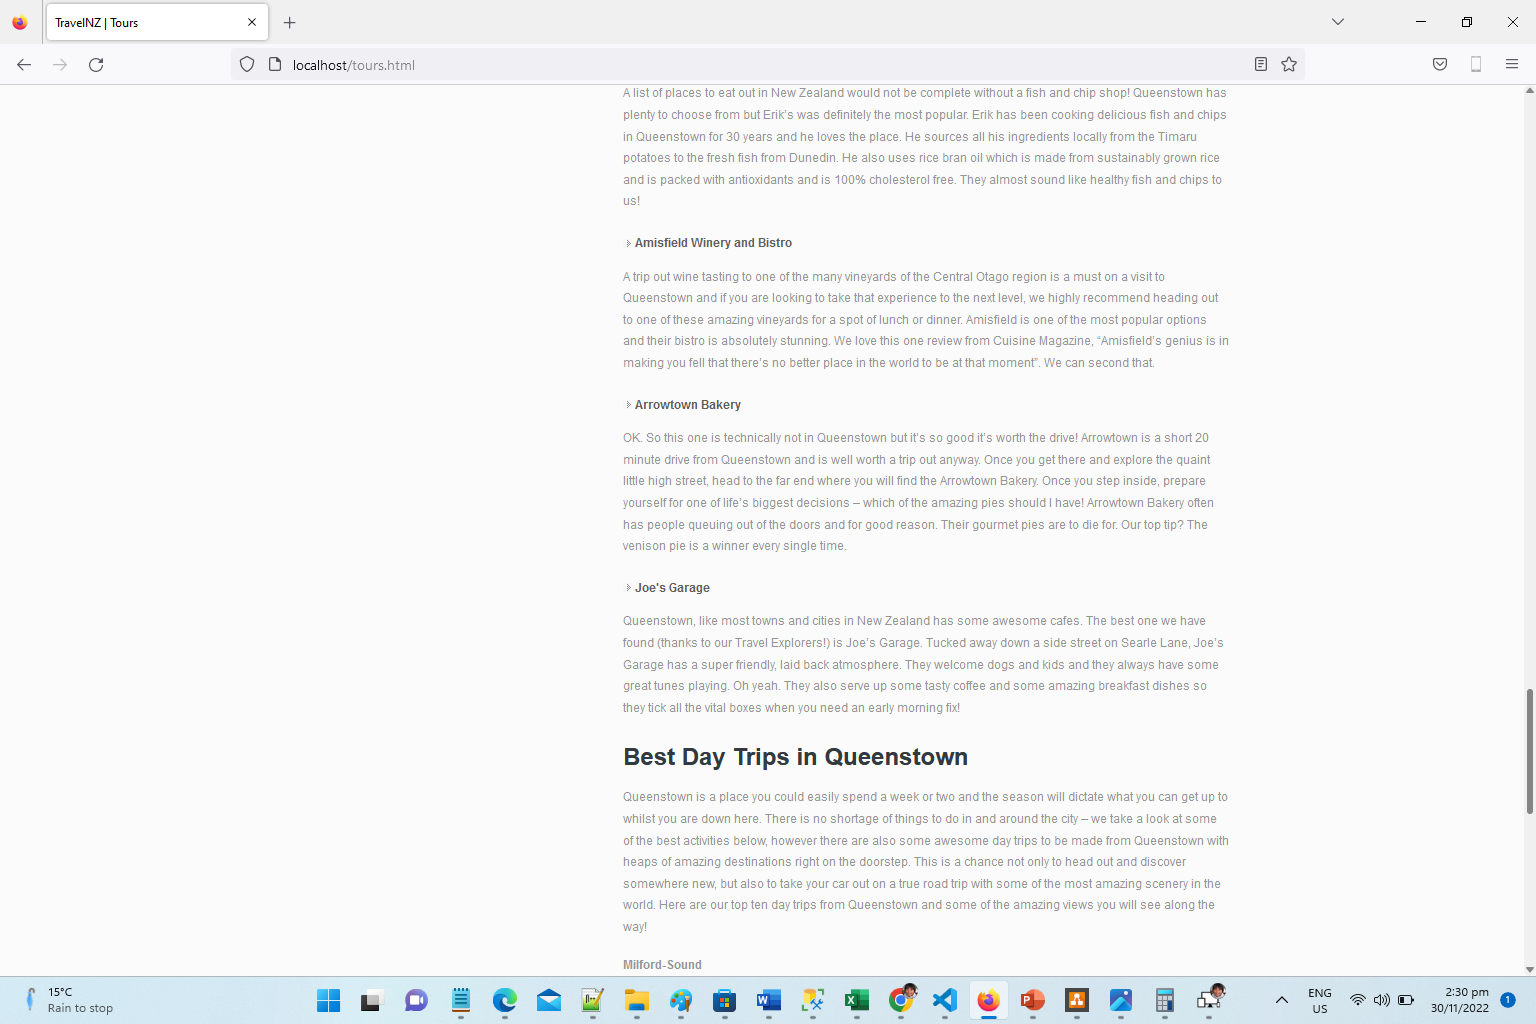 TravelNZ | Tours
localhost/tours.html
A list of places to eat out in New Zealand would not be complete without a fish and chip shop! Queenstown has
plenty to choose from but Erik's was definitely the most popular. Erik has been cooking delicious fish and chips
in Queenstown for 30 years and he loves the place. He sources all his ingredients locally from the Timaru
potatoes to the fresh fish from Dunedin. He also uses rice bran oil which is made from sustainably grown rice
and is packed with antioxidants and is 100% cholesterol free. They almost sound like healthy fish and chips to
us!
Amisfield Winery and Bistro
A trip out wine tasting to one of the many vineyards of the Central Otago region is a must on a visit to
Queenstown and if you are looking to take that experience to the next level, we highly recommend heading out
to one of these amazing vineyards for a spot of lunch or dinner. Amisfield is one of the most popular options
and their bistro is absolutely stunning. We love this one review from Cuisine Magazine, “Amisfield’s genius is in
making you fell that there’s no better place in the world to be at that moment”. We can second that.
Arrowtown Bakery
OK. So this one is technically not in Queenstown but it’s so good it’s worth the drive! Arrowtown is a short 20
minute drive from Queenstown and is well worth a trip out anyway. Once you get there and explore the quaint
little high street, head to the far end where you will find the Arrowtown Bakery. Once you step inside, prepare
yourself for one of life’s biggest decisions – which of the amazing pies should I have! Arrowtown Bakery often
has people queuing out of the doors and for good reason. Their gourmet pies are to die for. Our top tip? The
venison pie is a winner every single time.
Joe's Garage
Queenstown, like most towns and cities in New Zealand has some awesome cafes. The best one we have
found (thanks to our Travel Explorers!) is Joe’s Garage. Tucked away down a side street on Searle Lane, Joe’s
Garage has a super friendly, laid back atmosphere. They welcome dogs and kids and they always have some
great tunes playing. Oh yeah. They also serve up some tasty coffee and some amazing breakfast dishes so
they tick all the vital boxes when you need an early morning fix!
Best Day Trips in Queenstown
Queenstown is a place you could easily spend a week or two and the season will dictate what you can get up to
whilst you are down here. There is no shortage of things to do in and around the city – we take a look at some
of the best activities below, however there are also some awesome day trips to be made from Queenstown with
heaps of amazing destinations right on the doorstep. This is a chance not only to head out and discover
somewhere new, but also to take your car out on a true road trip with some of the most amazing scenery in the
world. Here are our top ten day trips from Queenstown and some of the amazing views you will see along the
way!
Milford-Sound
15°C
Rain to stop
ENG
US
2:30 pm
30/11/2022
1